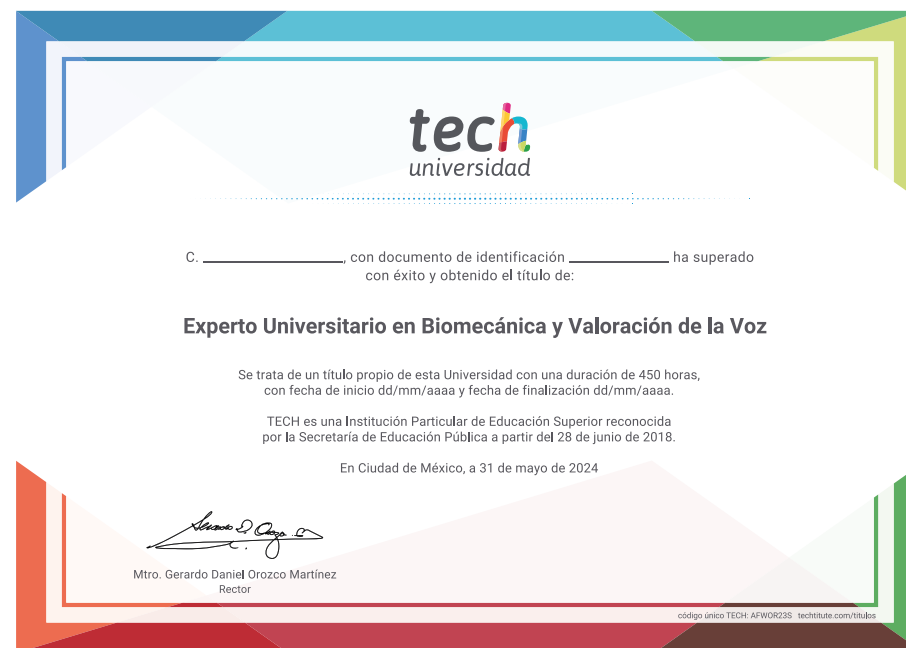 tech
universidad
C. ____________, con documento de identificación ____________ ha superado
con éxito y obtenido el título de:
Experto Universitario en Biomecánica y Valoración de la Voz
Se trata de un título propio de esta Universidad con una duración de 450 horas,
con fecha de inicio dd/mm/aaaa y fecha de finalización dd/mm/aaaa.
TECH es una Institución Particular de Educación Superior reconocida
por la Secretaría de Educación Pública a partir del 28 de junio de 2018.
En Ciudad de México, a 31 de mayo de 2024
Mtro. Gerardo Daniel Orozco Martínez
Rector
código único TECH: AFWOR23S techtitute.com/titulos